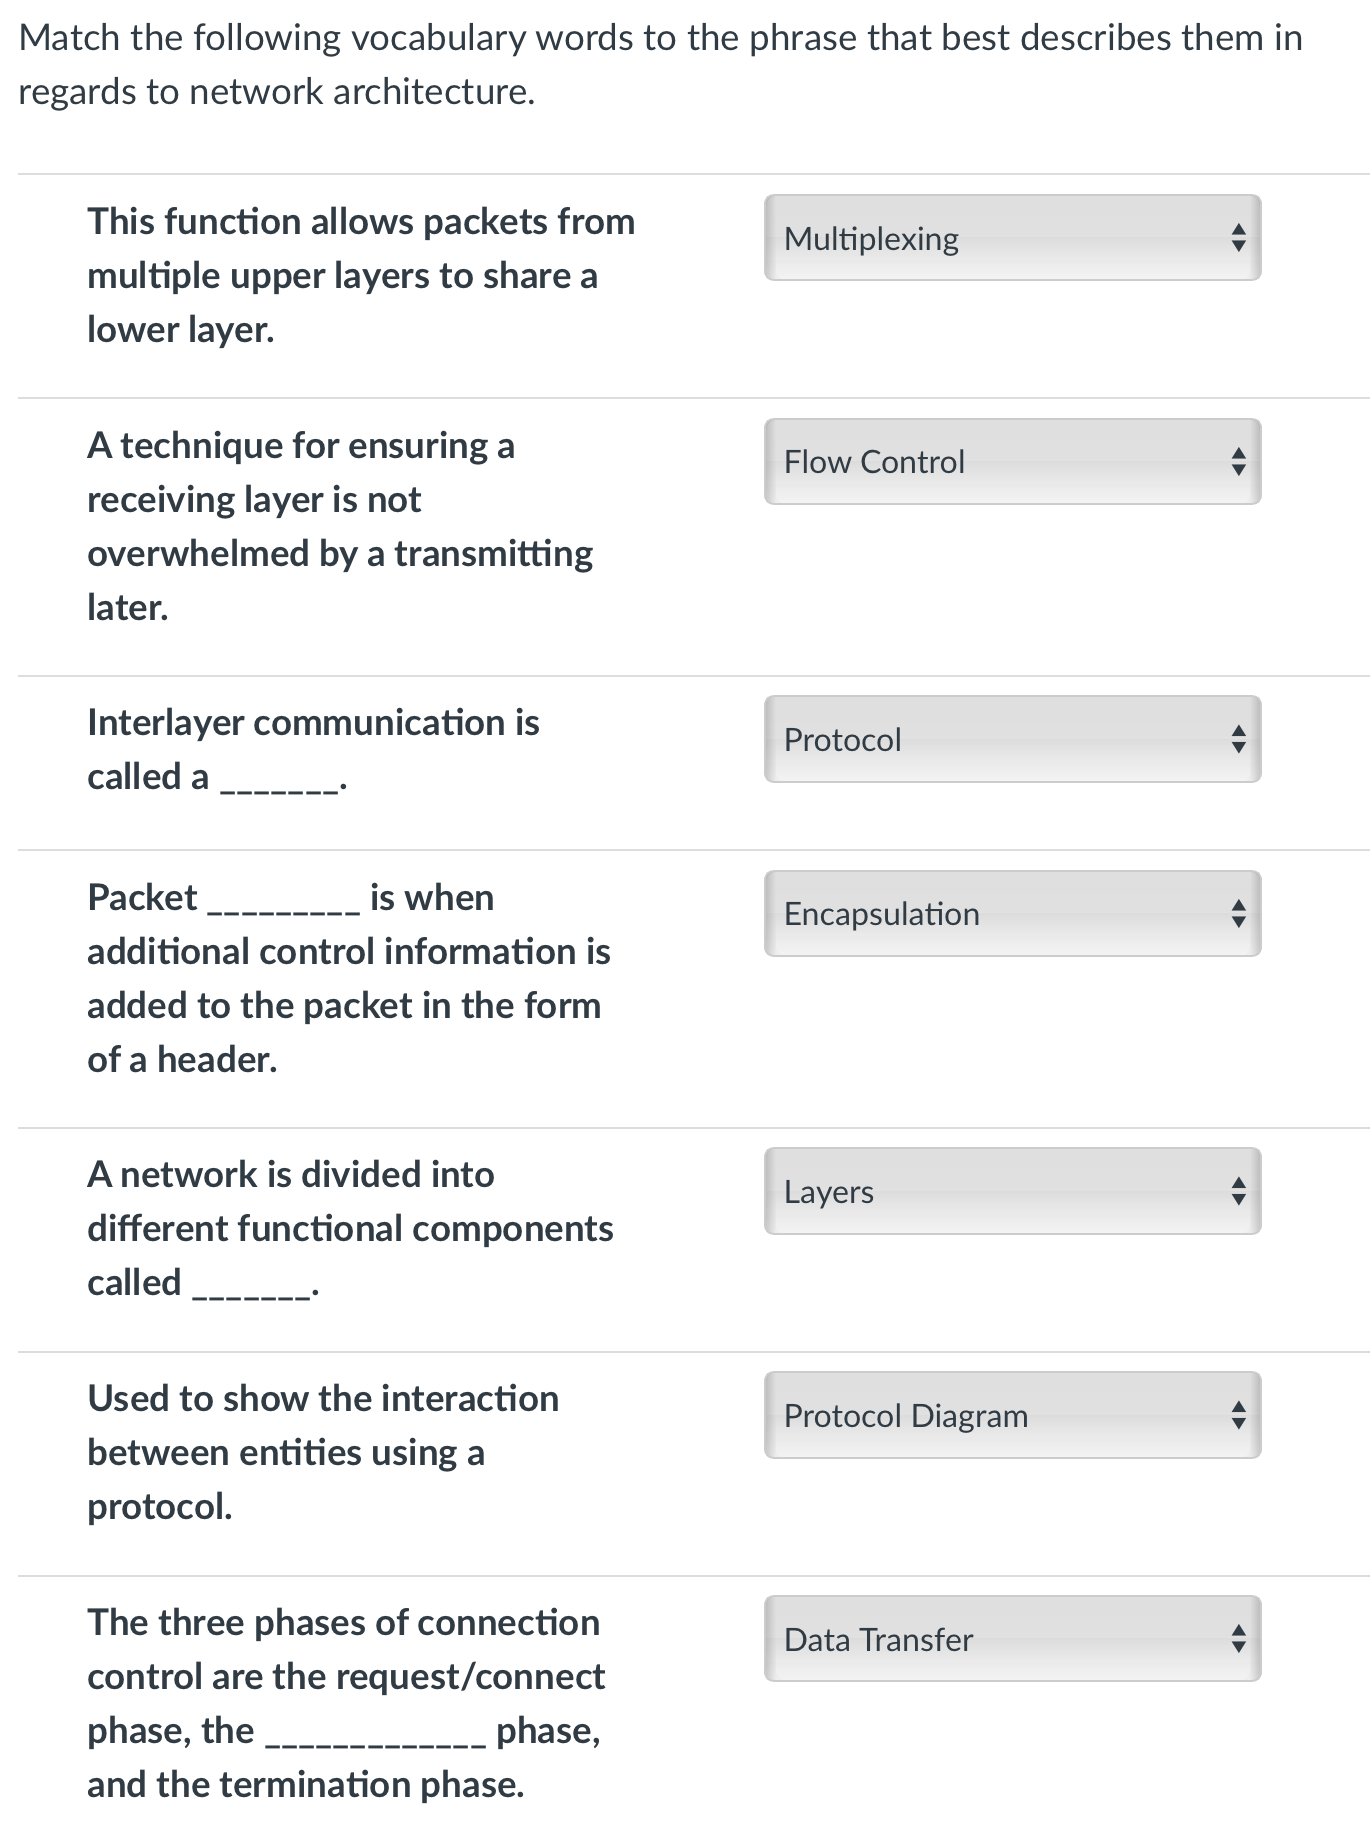 Match the following vocabulary words to the phrase that best describes them in
regards to network architecture.
This function allows packets from
multiple upper layers to share a
lower layer.
Multiplexing
A technique for ensuring a
receiving layer is not
overwhelmed by a transmitting
later.
Flow Control
Interlayer communication is
called a _______.
Protocol
Packet _________ is when
additional control information is
added to the packet in the form
of a header.
Encapsulation
A network is divided into
different functional components
called _______.
Layers
Used to show the interaction
between entities using a
protocol.
Protocol Diagram
The three phases of connection
control are the request/connect
phase, the _____________ phase,
and the termination phase.
Data Transfer